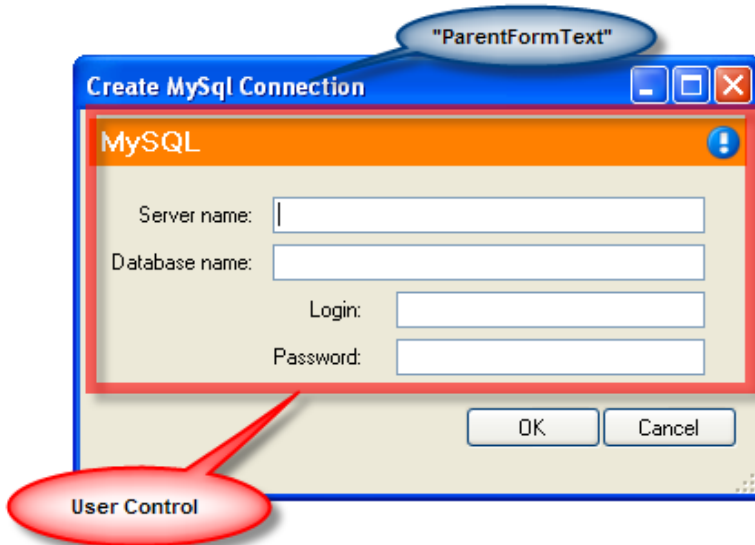 "ParentFormText"
Create MySql Connection
MySQL
Server name:
Database name:
Login:
Password:
OK Cancel
User Control